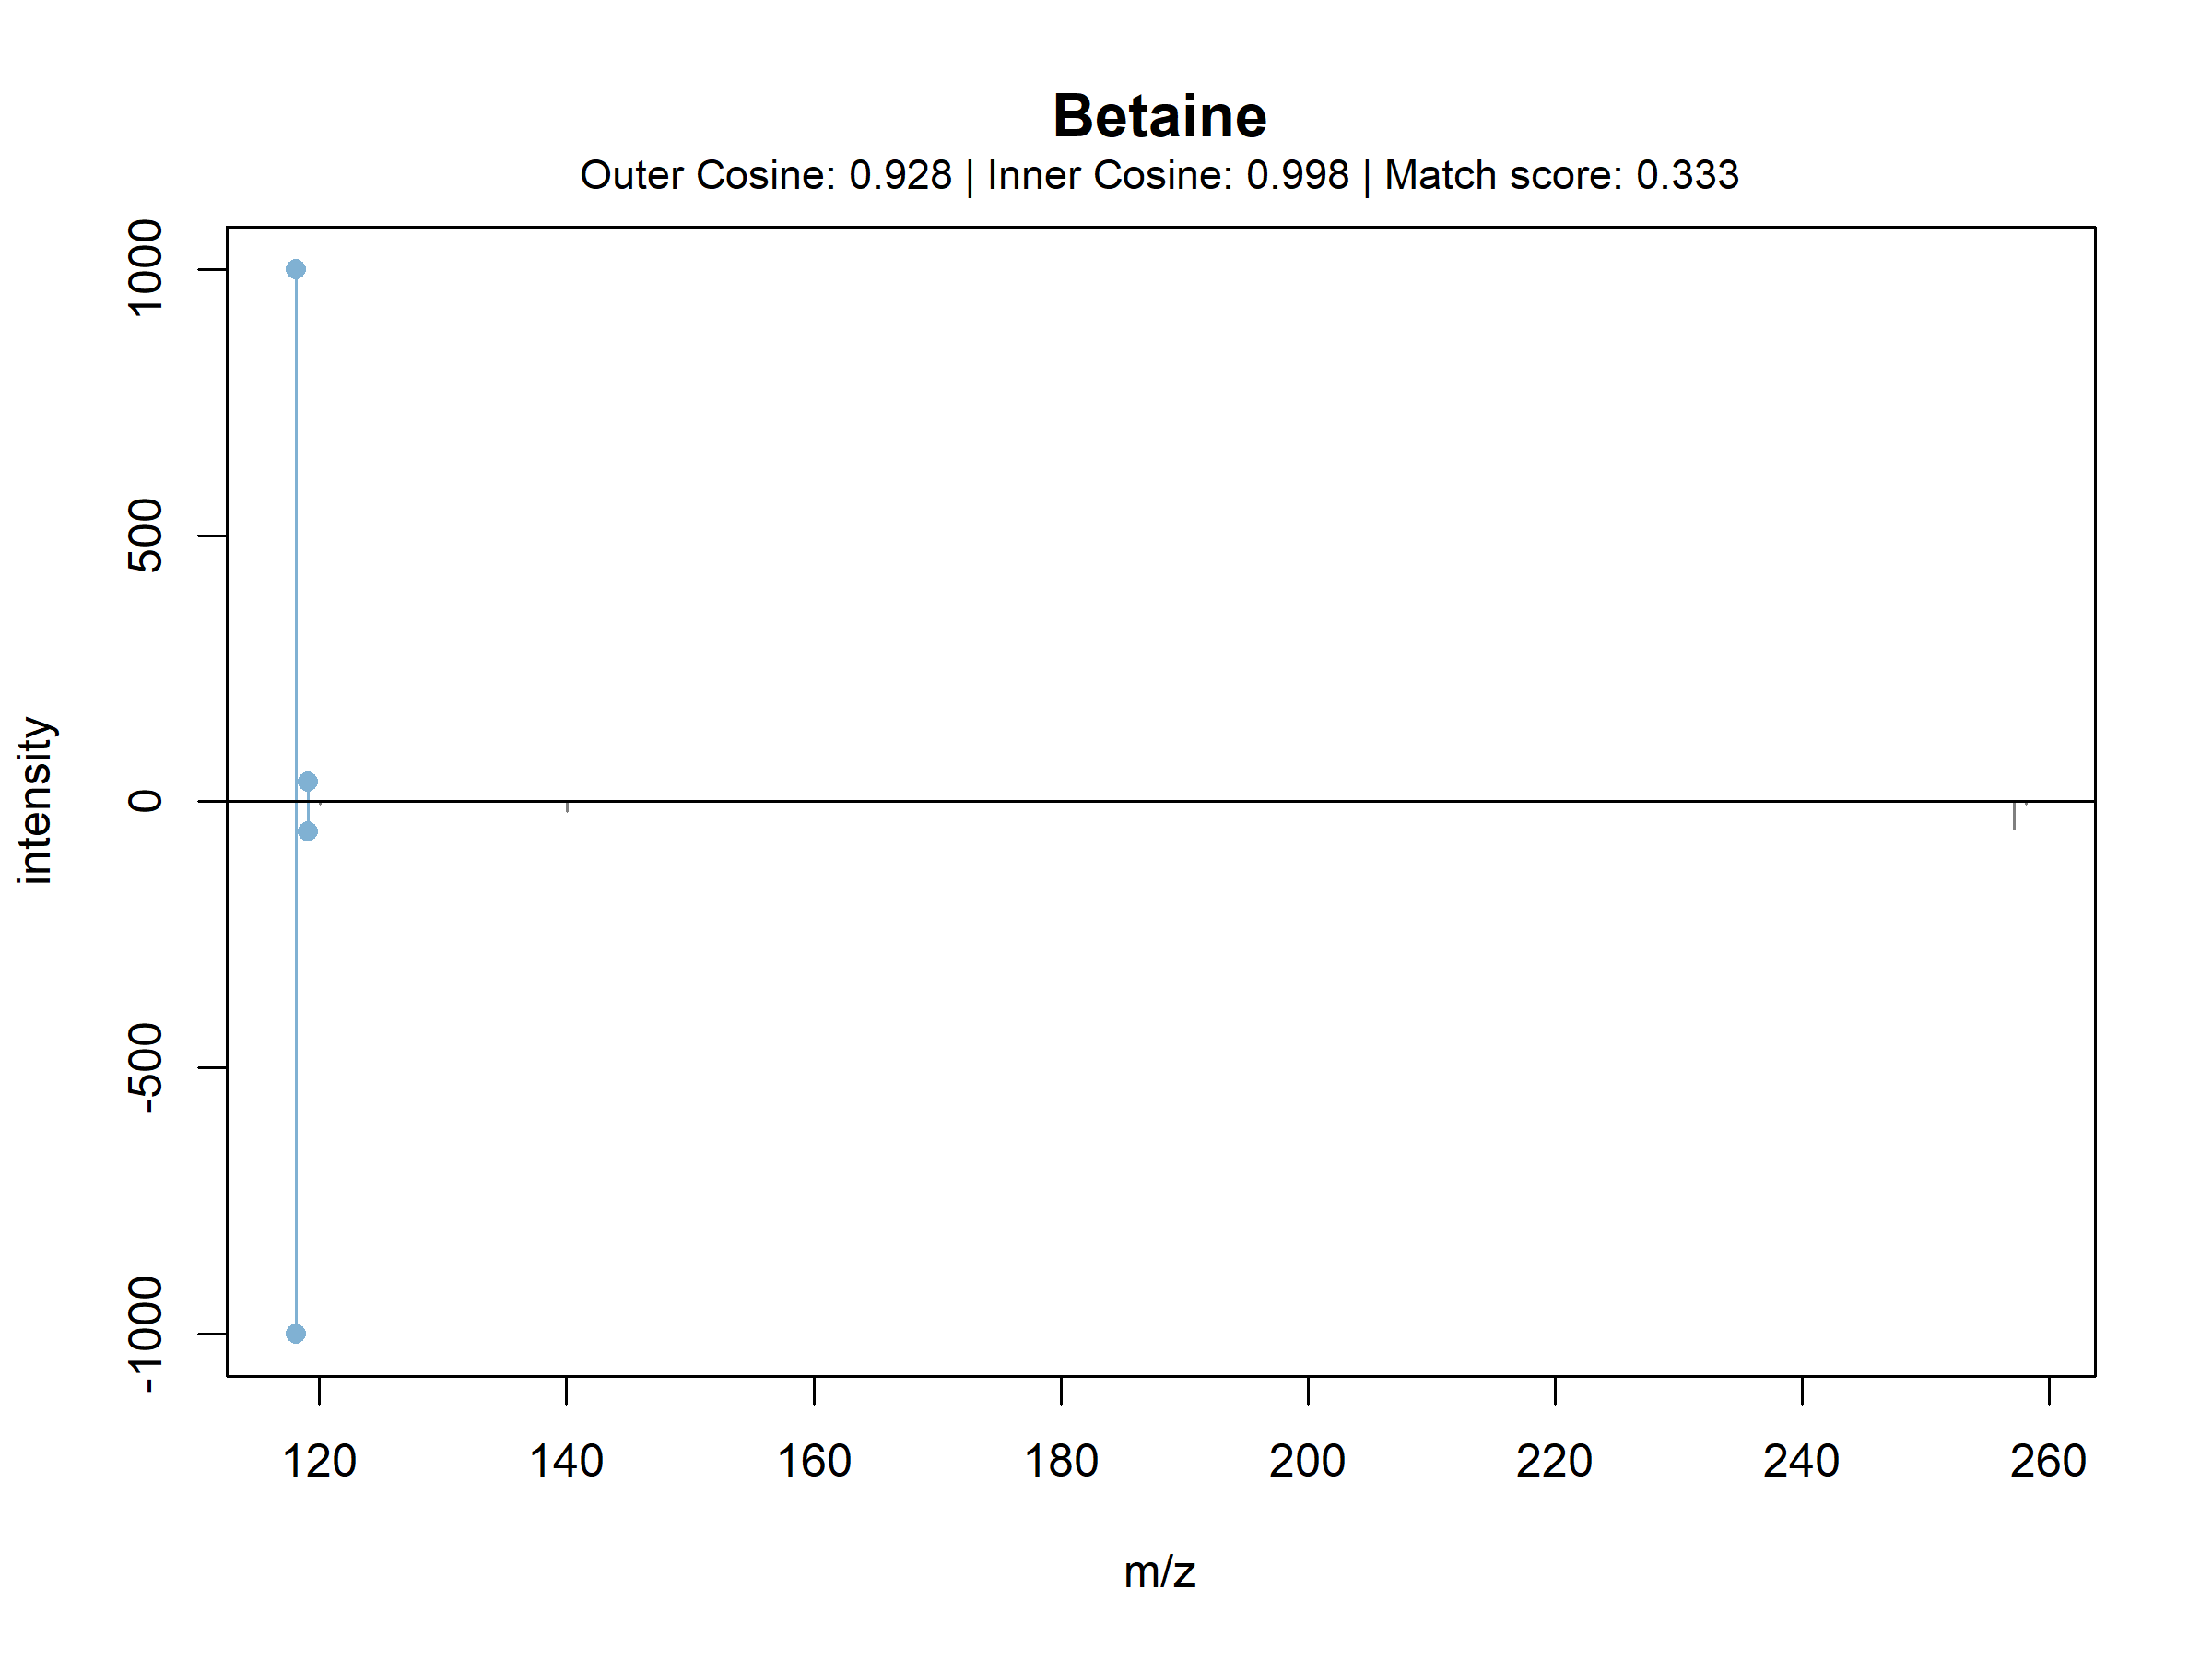 Betaine
Outer Cosine: 0.928 | Inner Cosine: 0.998 | Match score: 0.333
1000
500
0
-500
-1000
intensity
120 140 160 180 200 220 240 260
m/z